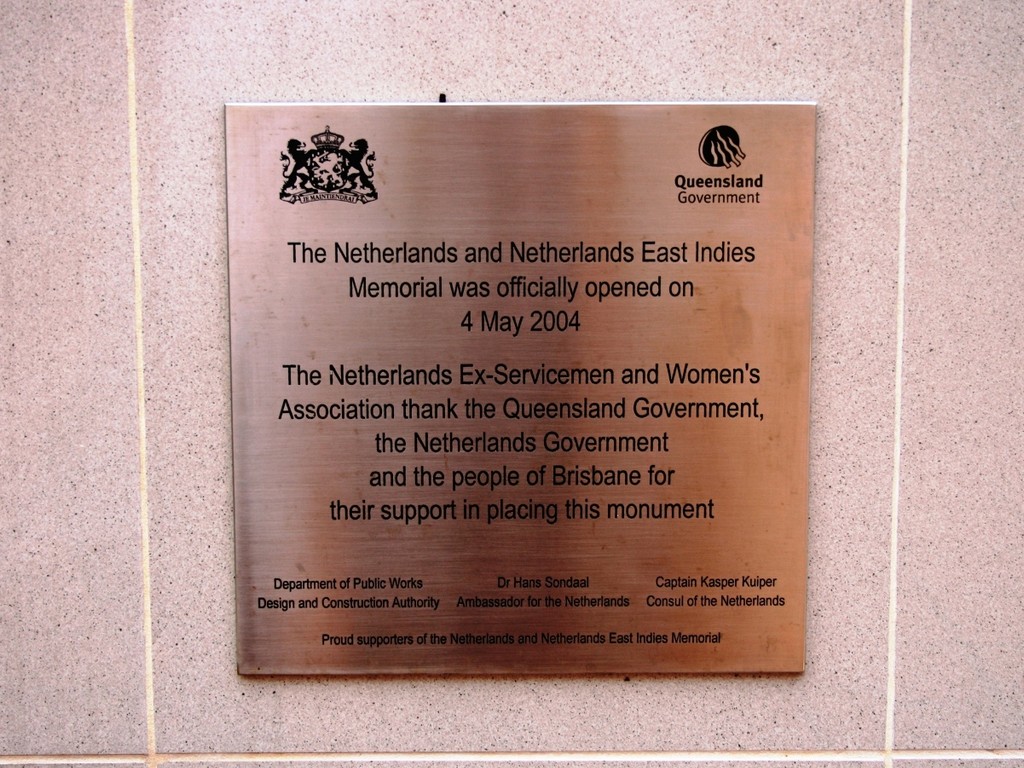 JE MAINTIENDRAI
Queensland
Government
The Netherlands and Netherlands East Indies
Memorial was officially opened on
4 May 2004
The Netherlands Ex-Servicemen and Women's
Association thank the Queensland Government,
the Netherlands Government
and the people of Brisbane for
their support in placing this monument
Department of Public Works
Design and Construction Authority
Dr Hans Sondaal
Ambassador for the Netherlands
Captain Kasper Kuiper
Consul of the Netherlands
Proud supporters of the Netherlands and Netherlands East Indies Memorial